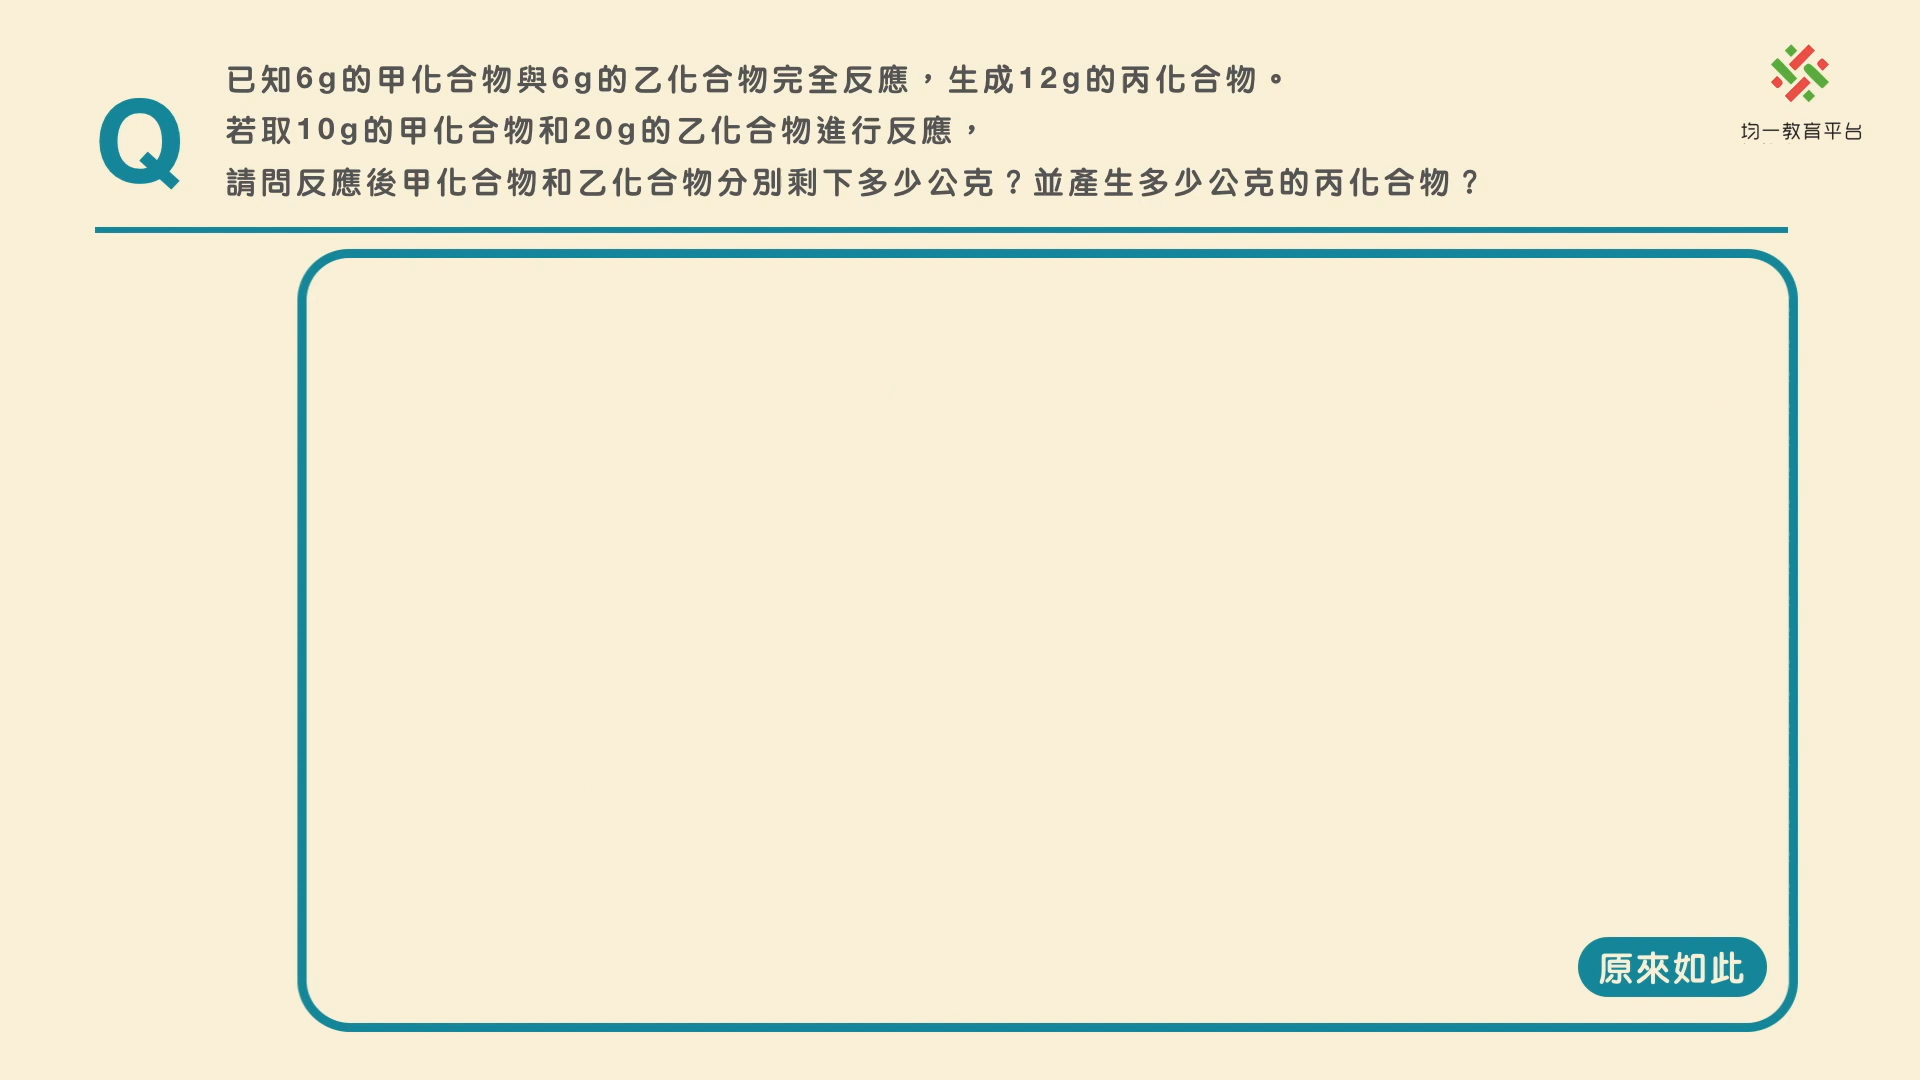 已知6g的甲化合物與6g的乙化合物完全反應，生成12g的丙化合物。
若取10g的甲化合物和20g的乙化合物進行反應，
請問反應後甲化合物和乙化合物分別剩下多少公克？並產生多少公克的丙化合物？
Q
均一教育平台
原來如此